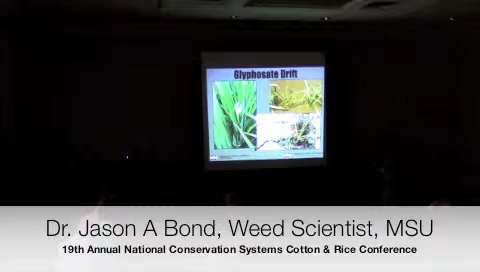 Glyphosate Drift
Dr. Jason A Bond, Weed Scientist, MSU
19th Annual National Conservation Systems Cotton & Rice Conference